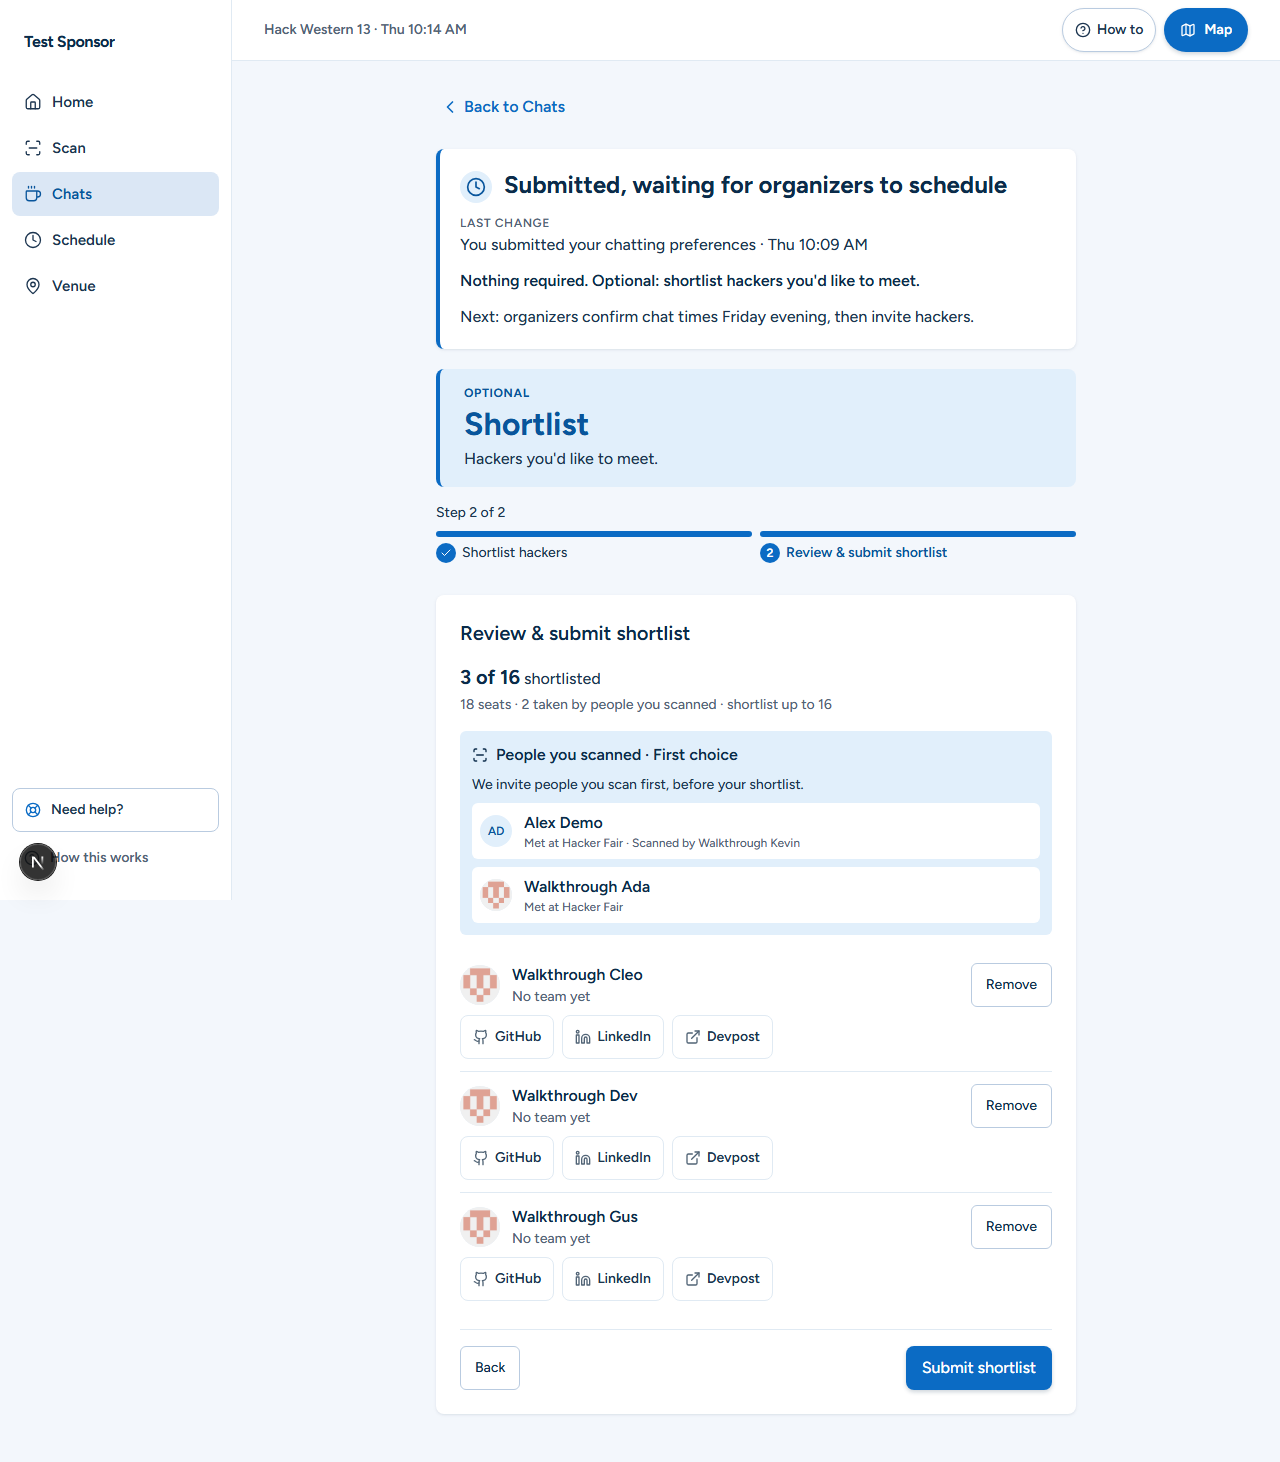 Test Sponsor
Home
Scan
Chats
Schedule
Venue
Need help?
How this works
N
Hack Western 13 · Thu 10:14 AM
How to
Map
Back to Chats
Submitted, waiting for organizers to schedule
LAST CHANGE
You submitted your chatting preferences · Thu 10:09 AM
Nothing required. Optional: shortlist hackers you'd like to meet.
Next: organizers confirm chat times Friday evening, then invite hackers.
OPTIONAL
Shortlist
Hackers you'd like to meet.
Step 2 of 2
Shortlist hackers
2 Review & submit shortlist
Review & submit shortlist
3 of 16 shortlisted
18 seats · 2 taken by people you scanned · shortlist up to 16
People you scanned · First choice
We invite people you scan first, before your shortlist.
AD
Alex Demo
Met at Hacker Fair · Scanned by Walkthrough Kevin
Walkthrough Ada
Met at Hacker Fair
Walkthrough Cleo
No team yet
Remove
GitHub
LinkedIn
Devpost
Walkthrough Dev
No team yet
Remove
GitHub
LinkedIn
Devpost
Walkthrough Gus
No team yet
Remove
GitHub
LinkedIn
Devpost
Back
Submit shortlist